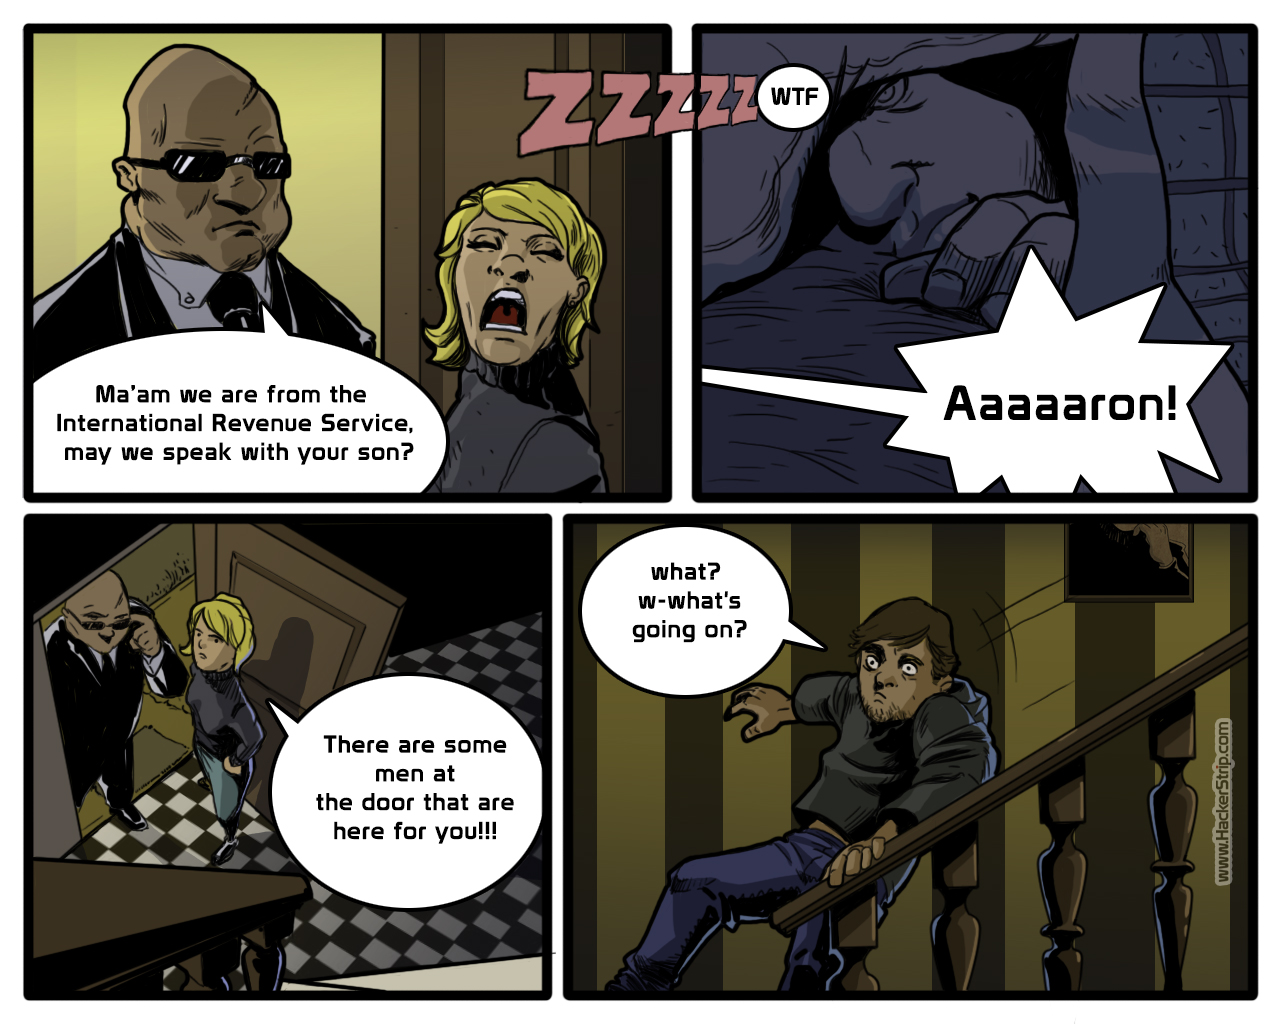 ZZZZZ
WTF
Ma'am we are from the
International Revenue Service,
may we speak with your son?
Aaaaaron!
There are some
men at
the door that are
here for you!!!
what?
w-what's
going on?
www.HackerStrip.com